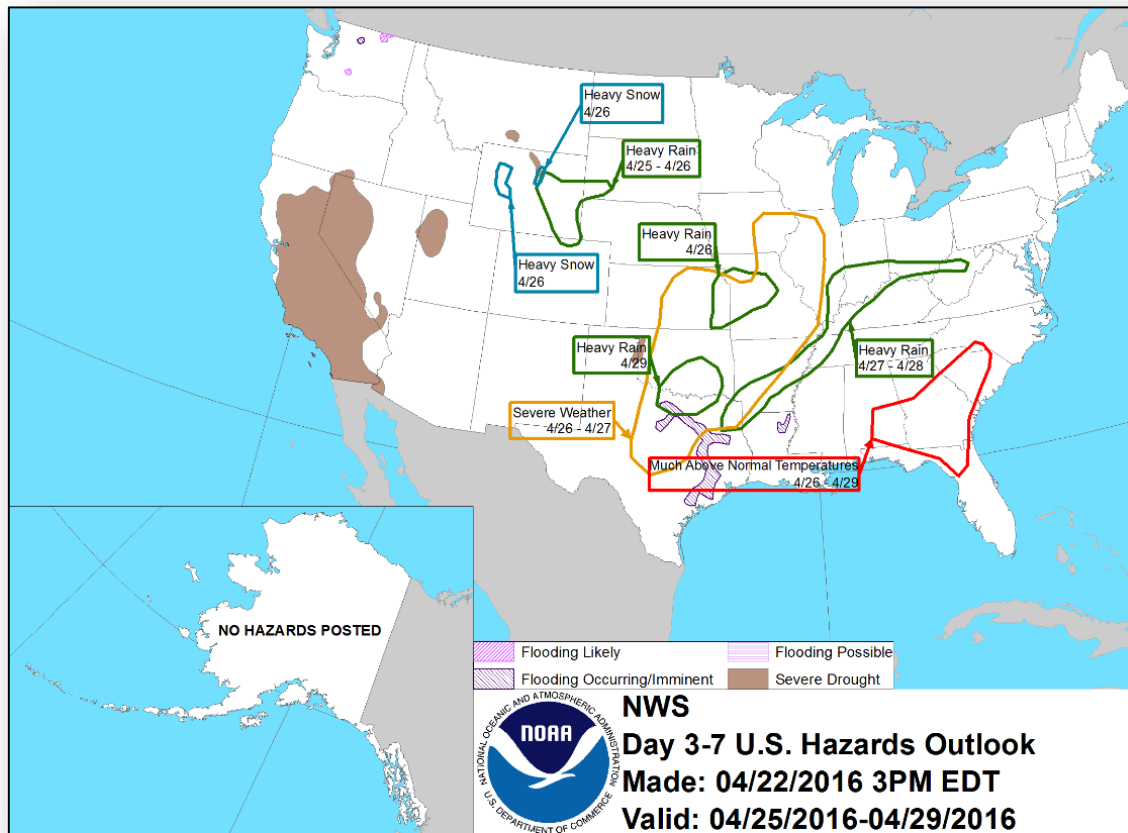 Heavy Snow
4/26
Heavy Rain
4/25 - 4/26
Heavy Rain
4/26
Heavy Snow
4/26
Heavy Rain
4/29
Heavy Rain
4/27 - 4/28
Severe Weather
4/26 - 4/27
Much Above Normal Temperatures
4/26 - 4/29
NO HAZARDS POSTED
Flooding Likely
Flooding Possible
Flooding Occurring/Imminent
Severe Drought
NATIONAL OCEANIC AND ATMOSPHERIC ADMINISTRATION
NOAA
U.S. DEPARTMENT OF COMMERCE
NWS
Day 3-7 U.S. Hazards Outlook
Made: 04/22/2016 3PM EDT
Valid: 04/25/2016-04/29/2016